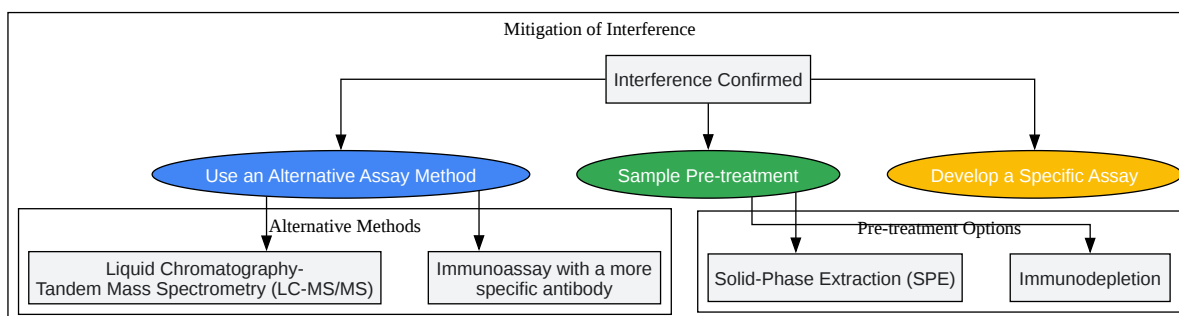 Mitigation of Interference
Interference Confirmed
Use an Alternative Assay Method
Sample Pre-treatment
Develop a Specific Assay
Alternative Methods
Pre-treatment Options
Liquid Chromatography-
Tandem Mass Spectrometry (LC-MS/MS)
Immunoassay with a more
specific antibody
Solid-Phase Extraction (SPE)
Immunodepletion